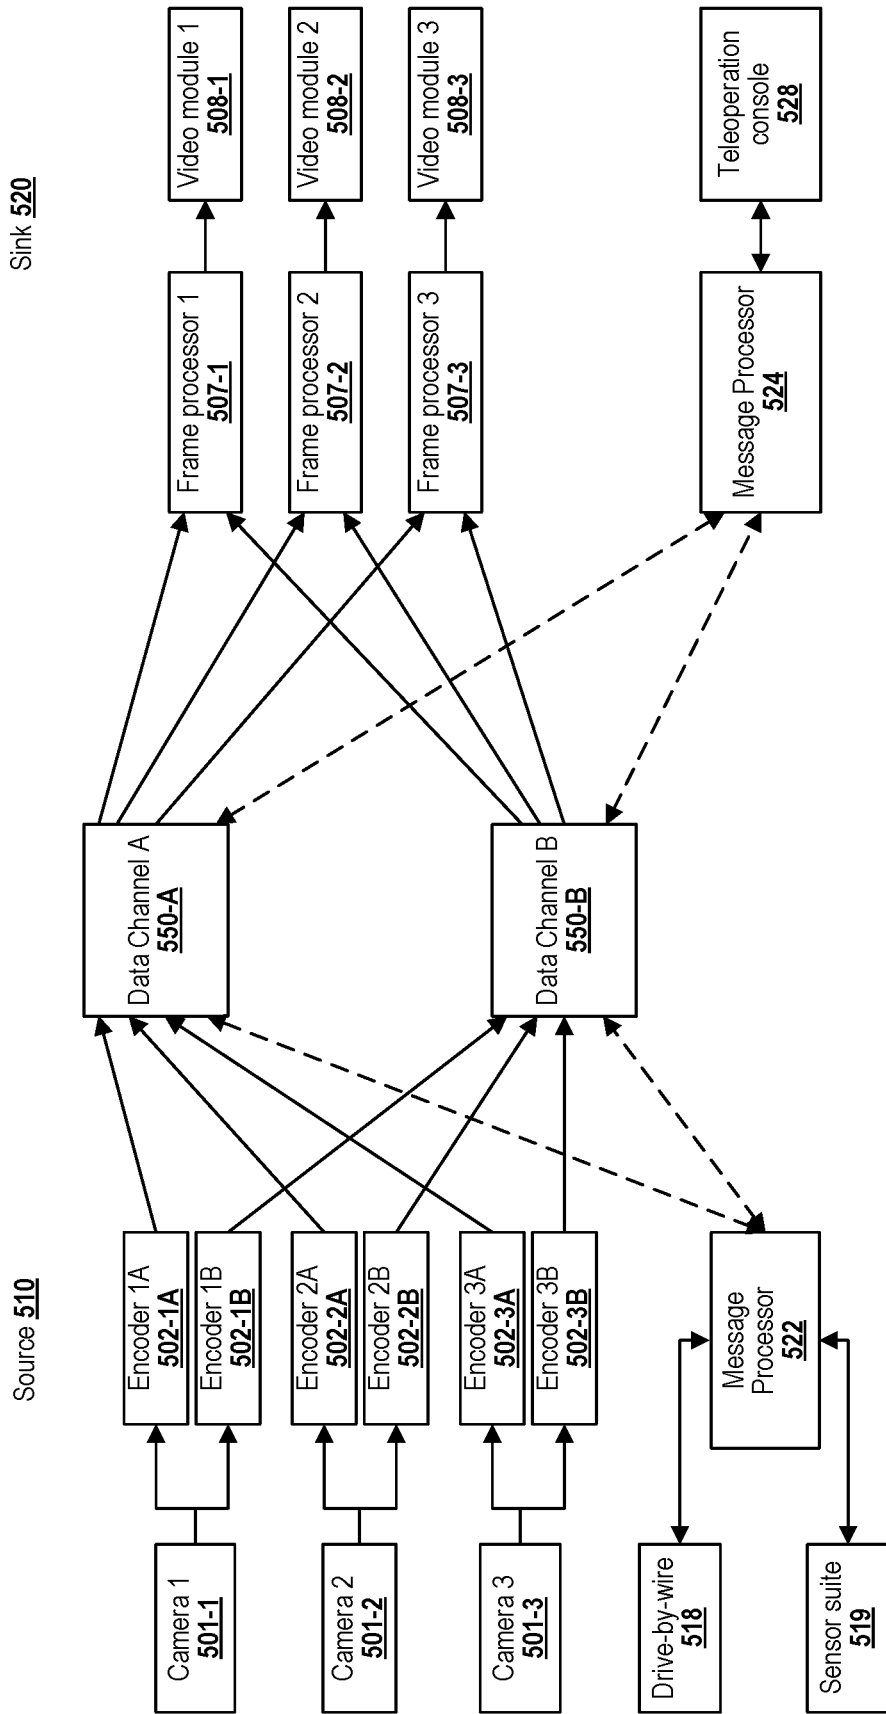 Source 510
Sink 520
Camera 1
501-1
Camera 2
501-2
Camera 3
501-3
Drive-by-wire
518
Sensor suite
519
Encoder 1A
502-1A
Encoder 1B
502-1B
Encoder 2A
502-2A
Encoder 2B
502-2B
Encoder 3A
502-3A
Encoder 3B
502-3B
Message
Processor
522
Data Channel A
550-A
Data Channel B
550-B
Frame processor 1
507-1
Frame processor 2
507-2
Frame processor 3
507-3
Message Processor
524
Video module 1
508-1
Video module 2
508-2
Video module 3
508-3
Teleoperation
console
528